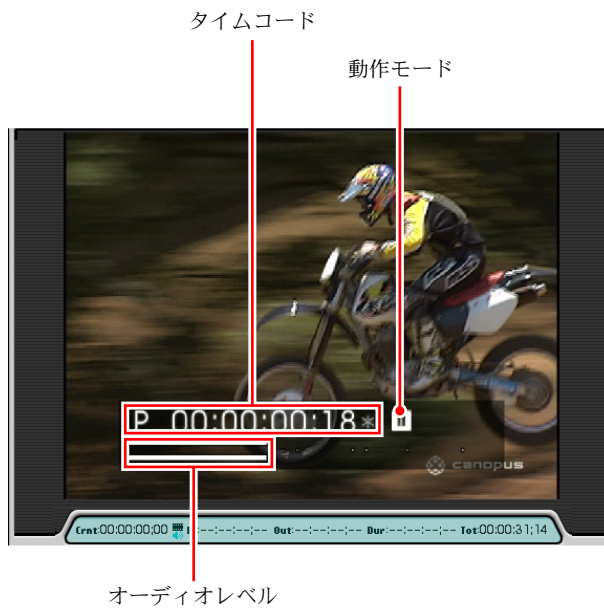 タイムコード
動作モード
P 00:00:00:18*
canopus
Crnt:00:00:00;00 --:--:--;-- Out:--:--:--;-- Dur:--:--:--;-- Tot:00:00:31;14
オーディオレベル